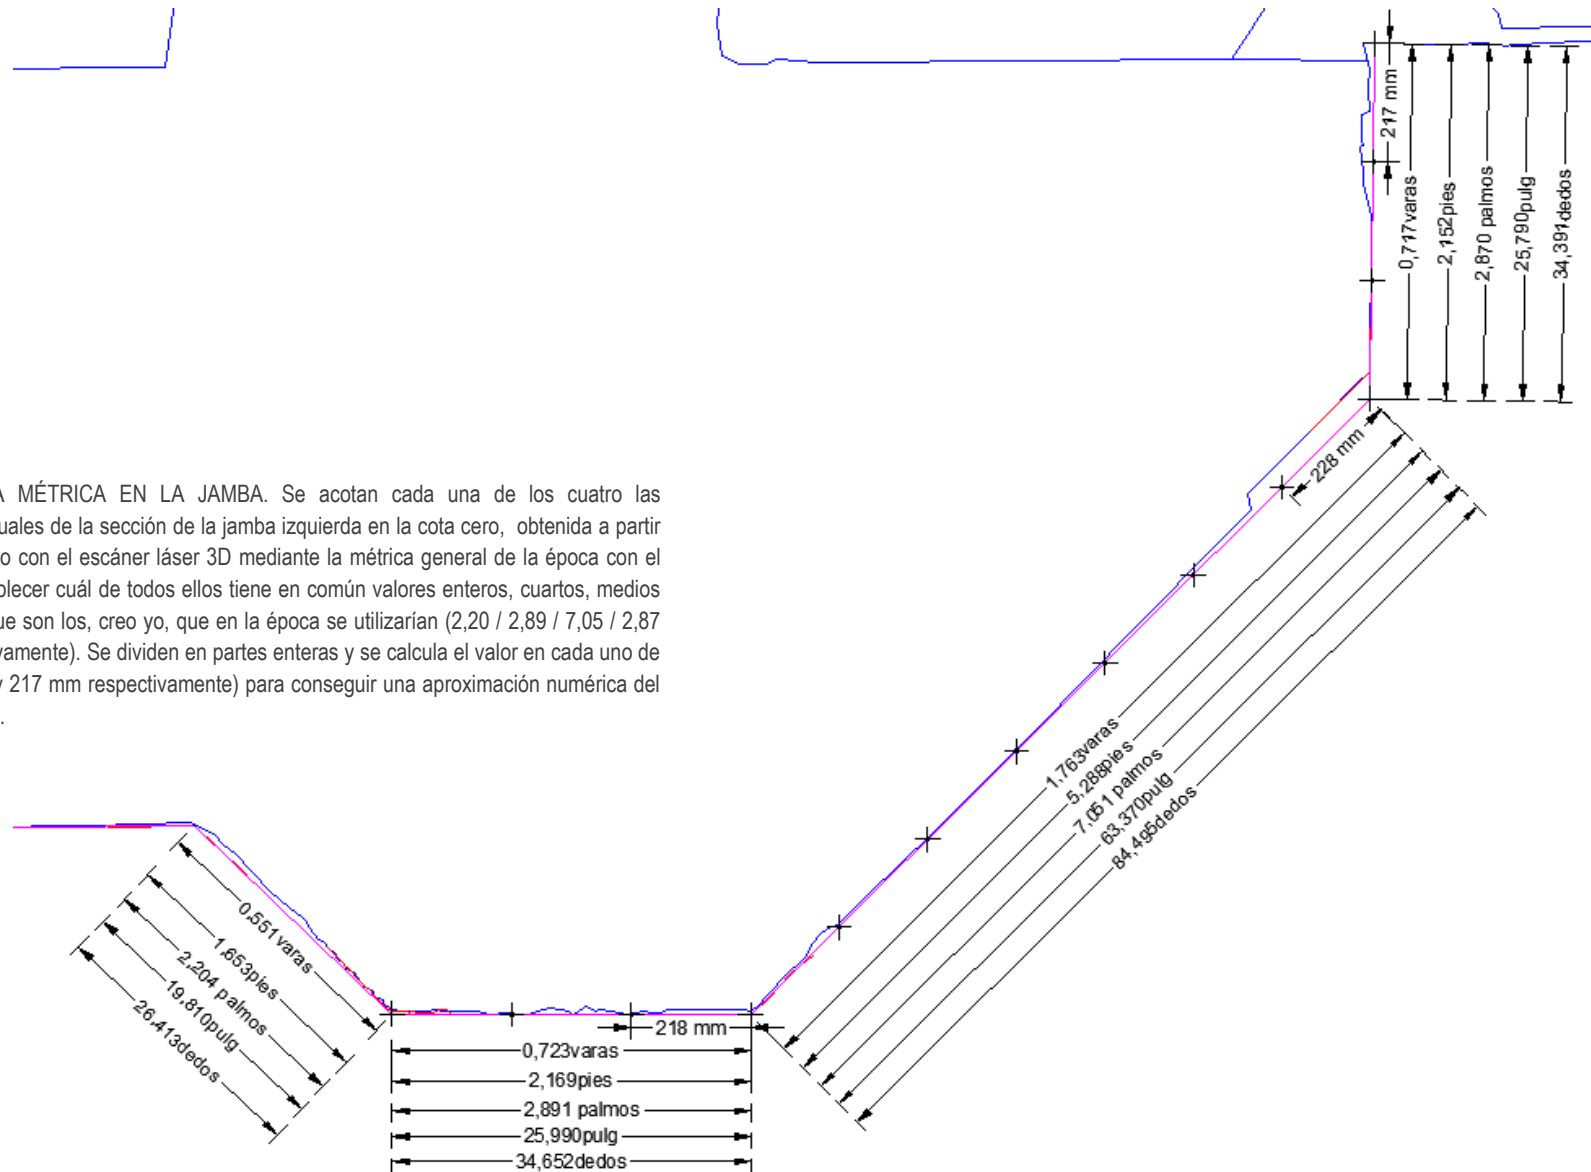 217 mm
0,717varas
2,152pies
2,870 palmos
25,790pulg
34,391dedos
228 mm
A MÉTRICA EN LA JAMBA. Se acotan cada una de los cuatro las
uales de la sección de la jamba izquierda en la cota cero, obtenida a partir
o con el escáner láser 3D mediante la métrica general de la época con el
blecer cuál de todos ellos tiene en común valores enteros, cuartos, medios
ue son los, creo yo, que en la época se utilizarían (2,20 / 2,89 / 7,05 / 2,87
vamente). Se dividen en partes enteras y se calcula el valor en cada uno de
y 217 mm respectivamente) para conseguir una aproximación numérica del
.
1,763varas
5,288pies
7,051 palmos
63,370pulg
84,495dedos
0,551varas
1,653pies
2,204 palmos
19,810pulg
26,413dedos
218 mm
0,723varas
2,169pies
2,891 palmos
25,990pulg
34,652dedos